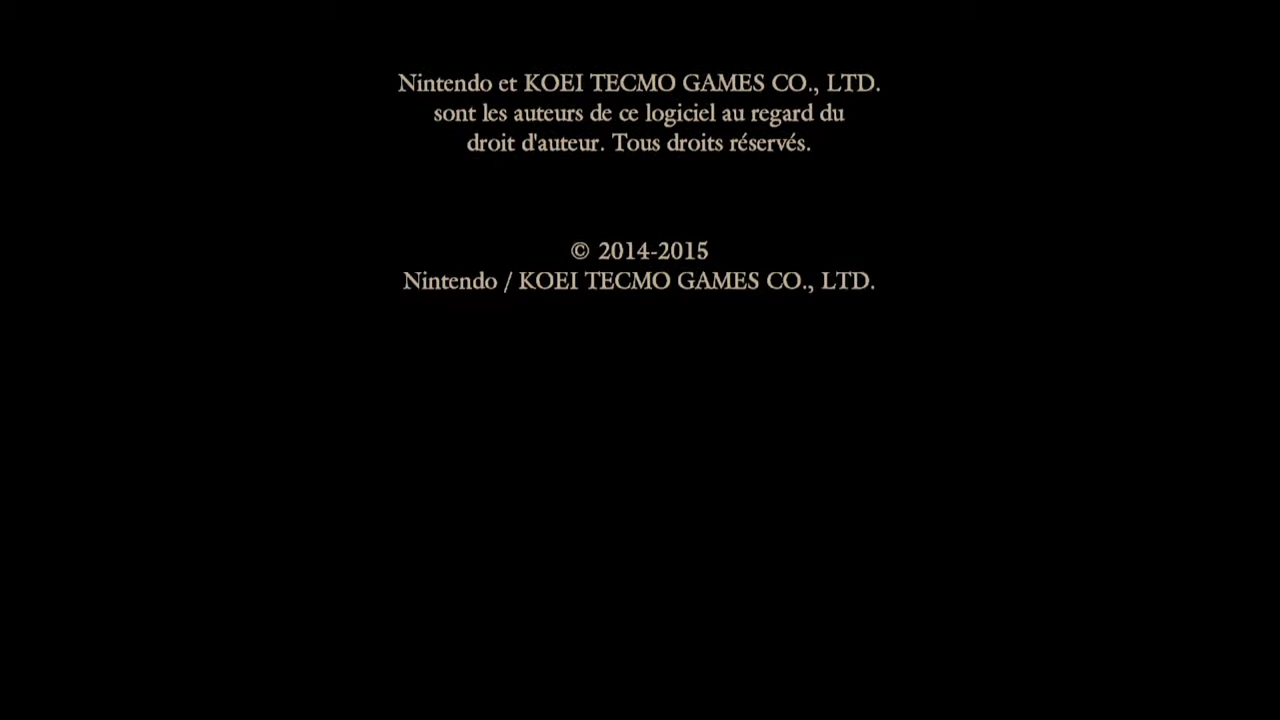 Nintendo et KOEI TECMO GAMES CO., LTD.
sont les auteurs de ce logiciel au regard du
droit d'auteur. Tous droits réservés.
© 2014-2015
Nintendo / KOEI TECMO GAMES CO., LTD.